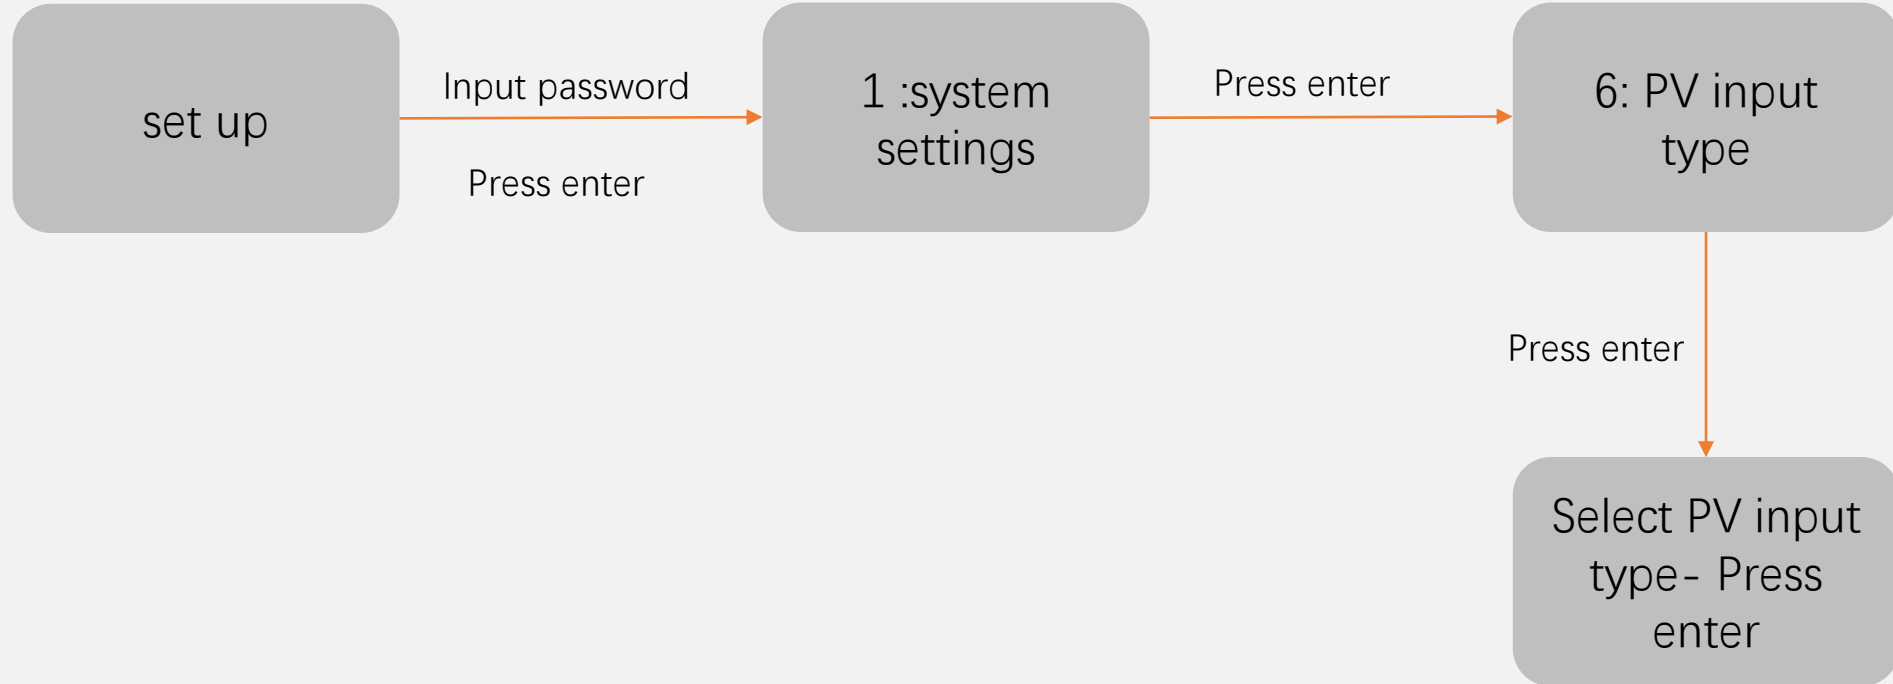 set up
Input password
Press enter
1 :system
settings
Press enter
6: PV input
type
Press enter
Select PV input
type- Press
enter